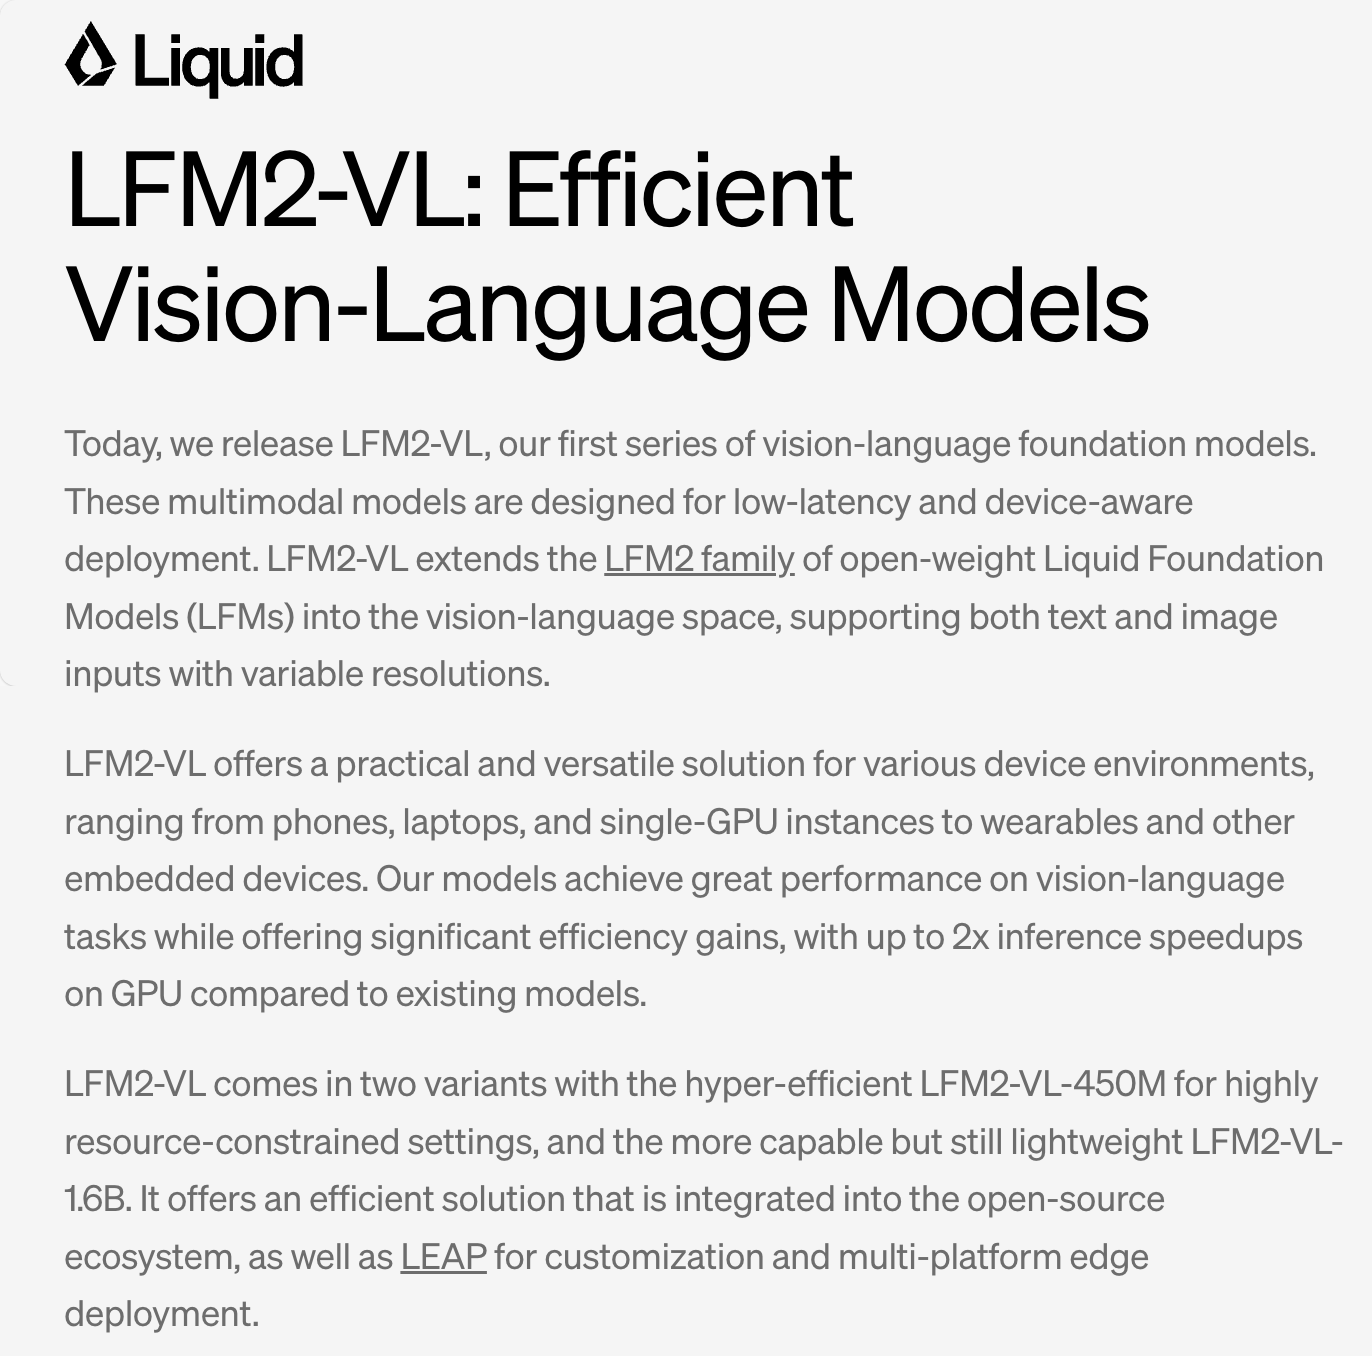 Liquid
LFM2-VL: Efficient
Vision-Language Models
Today, we release LFM2-VL, our first series of vision-language foundation models.
These multimodal models are designed for low-latency and device-aware
deployment. LFM2-VL extends the LFM2 family of open-weight Liquid Foundation
Models (LFMs) into the vision-language space, supporting both text and image
inputs with variable resolutions.
LFM2-VL offers a practical and versatile solution for various device environments,
ranging from phones, laptops, and single-GPU instances to wearables and other
embedded devices. Our models achieve great performance on vision-language
tasks while offering significant efficiency gains, with up to 2x inference speedups
on GPU compared to existing models.
LFM2-VL comes in two variants with the hyper-efficient LFM2-VL-450M for highly
resource-constrained settings, and the more capable but still lightweight LFM2-VL-
1.6B. It offers an efficient solution that is integrated into the open-source
ecosystem, as well as LEAP for customization and multi-platform edge
deployment.